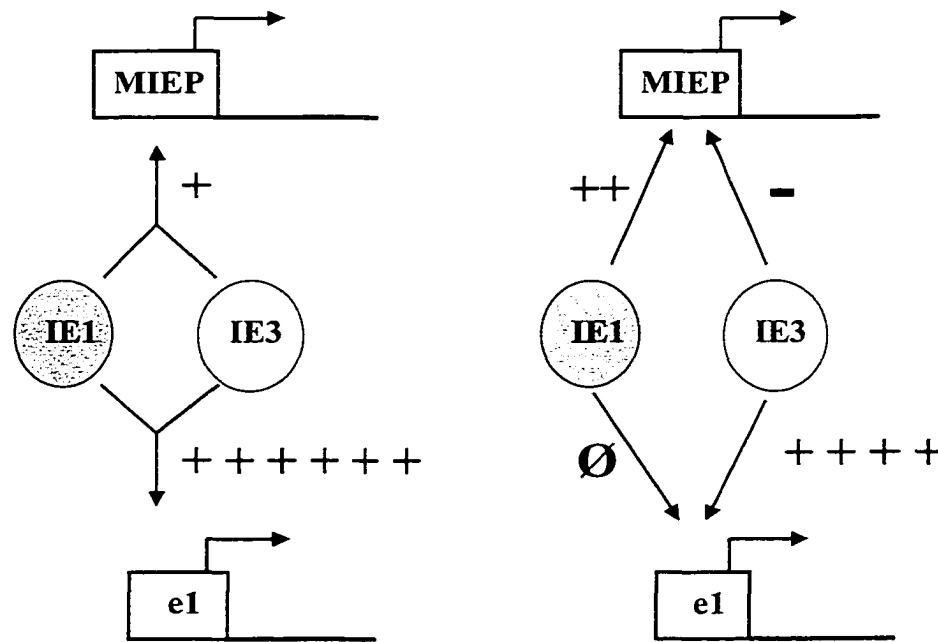 MIEP MIEP
+ ++ -
IE1 IE3 IE1 IE3
+ + + + + + Ø + + + +
e1 e1